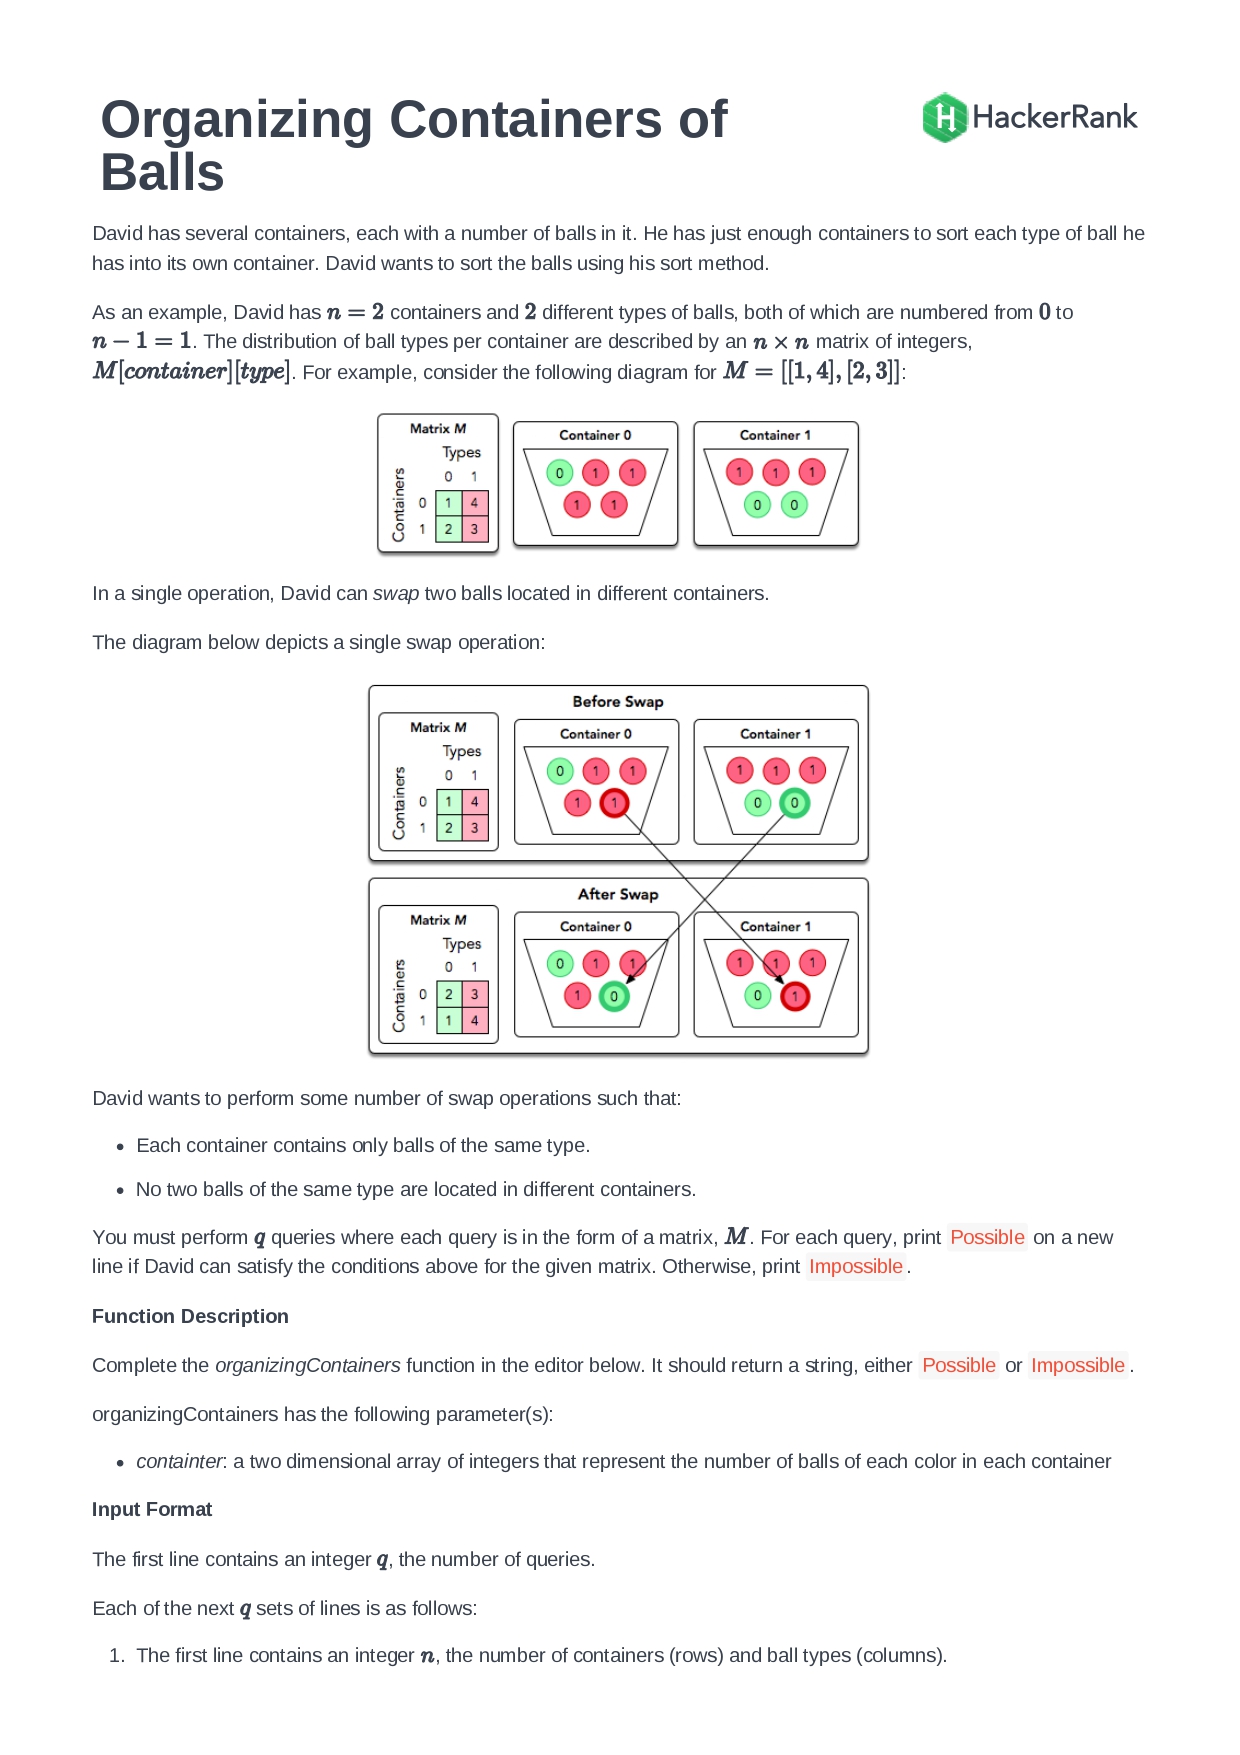 Organizing Containers of
Balls
HackerRank
David has several containers, each with a number of balls in it. He has just enough containers to sort each type of ball he
has into its own container. David wants to sort the balls using his sort method.
As an example, David has n = 2 containers and 2 different types of balls, both of which are numbered from 0 to
n − 1 = 1. The distribution of ball types per container are described by an n × n matrix of integers,
M[container][type]. For example, consider the following diagram for M = [[1, 4], [2, 3]]:
Matrix M
Types
0 1
Containers
0 1 4
1 2 3
Container 0
0 1 1
1 1
Container 1
1 1 1
0 0
In a single operation, David can swap two balls located in different containers.
The diagram below depicts a single swap operation:
Before Swap
Matrix M
Types
0 1
Containers
0 1 4
1 2 3
Container 0
0 1 1
1 1
Container 1
1 1 1
0 0
After Swap
Matrix M
Types
0 1
Containers
0 2 3
1 1 4
Container 0
0 1 1
1 0
Container 1
1 1 1
0 1
David wants to perform some number of swap operations such that:
• Each container contains only balls of the same type.
• No two balls of the same type are located in different containers.
You must perform q queries where each query is in the form of a matrix, M. For each query, print Possible on a new
line if David can satisfy the conditions above for the given matrix. Otherwise, print Impossible.
Function Description
Complete the organizingContainers function in the editor below. It should return a string, either Possible or Impossible.
organizingContainers has the following parameter(s):
• containter: a two dimensional array of integers that represent the number of balls of each color in each container
Input Format
The first line contains an integer q, the number of queries.
Each of the next q sets of lines is as follows:
1. The first line contains an integer n, the number of containers (rows) and ball types (columns).